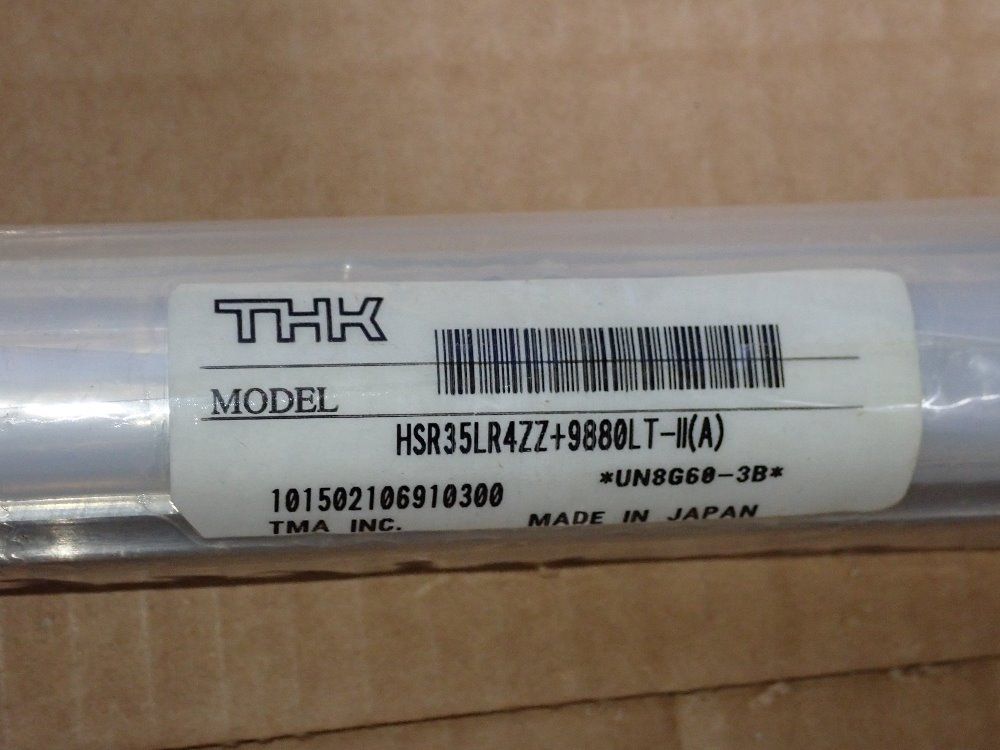 THK
MODEL
HSR35LR4ZZ+9880LT-II(A)
*UN8G60-3B*
101502106910300
TMA INC.
MADE IN JAPAN